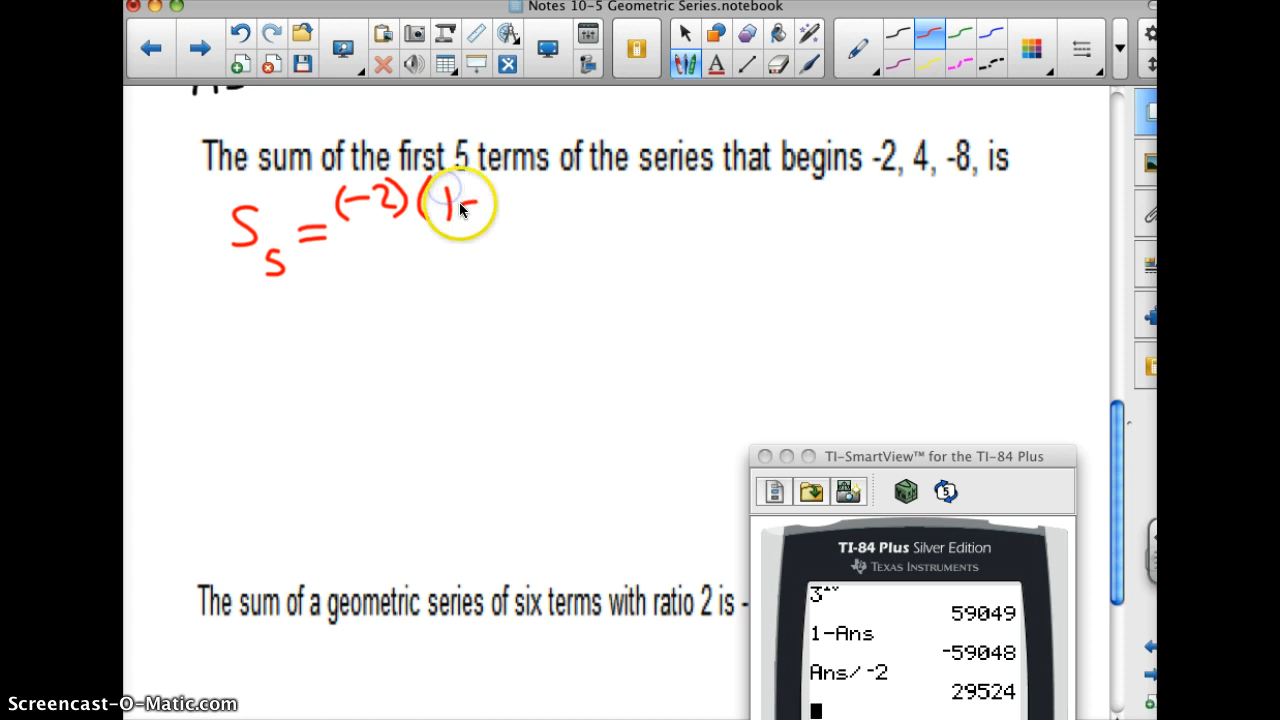 Notes 10-5 Geometric Series.notebook
The sum of the first 5 terms of the series that begins -2, 4, -8, is
S5 = (-2)(1-
TI-SmartView™ for the TI-84 Plus
5
TI-84 Plus Silver Edition
TEXAS INSTRUMENTS
59049
1-Ans
-59048
Ans/-2
29524
The sum of a geometric series of six terms with ratio 2 is -
Screencast-O-Matic.com